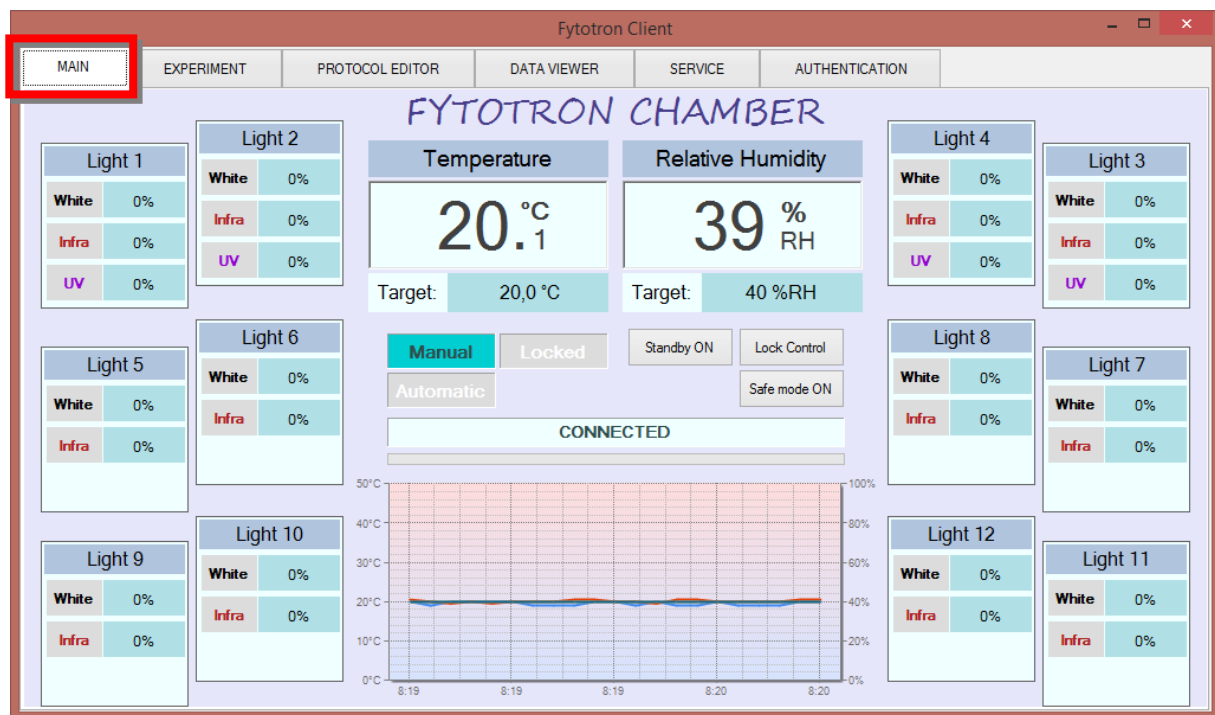 Fytotron Client
MAIN EXPERIMENT PROTOCOL EDITOR DATA VIEWER SERVICE AUTHENTICATION
FYTOTRON CHAMBER
Light 1
White 0%
Infra 0%
UV 0%
Light 2
White 0%
Infra 0%
UV 0%
Temperature
20.1 °C
Target: 20,0 °C
Relative Humidity
39 % RH
Target: 40 %RH
Light 4
White 0%
Infra 0%
UV 0%
Light 3
White 0%
Infra 0%
UV 0%
Light 5
White 0%
Infra 0%
Light 6
White 0%
Infra 0%
Manual Locked
Automatic
Standby ON Lock Control
Safe mode ON
CONNECTED
Light 8
White 0%
Infra 0%
Light 7
White 0%
Infra 0%
Light 9
White 0%
Infra 0%
Light 10
White 0%
Infra 0%
50°C 100%
40°C 80%
30°C 60%
20°C 40%
10°C 20%
0°C 0%
8:19 8:19 8:19 8:20 8:20
Light 12
White 0%
Infra 0%
Light 11
White 0%
Infra 0%